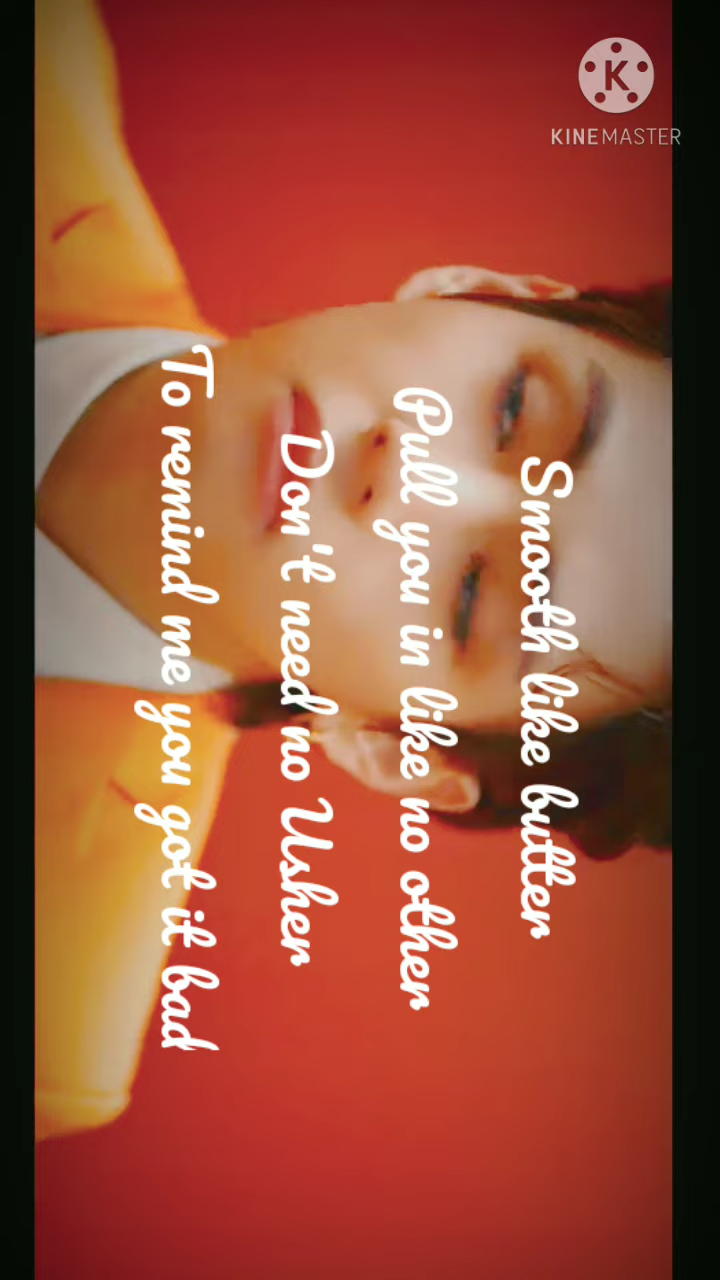 Smooth like butter
Pull you in like no other
Don't need no Usher
To remind me you got it bad
K
KINEMASTER